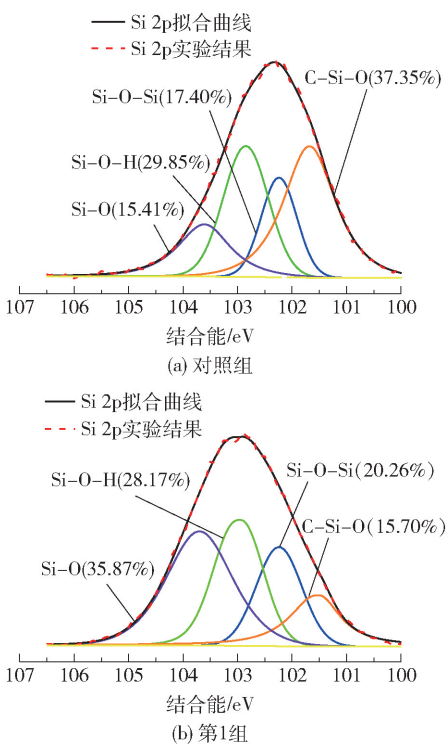 Si 2p拟合曲线
Si 2p实验结果
C-Si-O(37.35%)
Si-O-Si(17.40%)
Si-O-H(29.85%)
Si-O(15.41%)
107 106 105 104 103 102 101 100
结合能/eV
(a) 对照组
Si 2p拟合曲线
Si 2p实验结果
Si-O-Si(20.26%)
Si-O-H(28.17%)
C-Si-O(15.70%)
Si-O(35.87%)
107 106 105 104 103 102 101 100
结合能/eV
(b) 第1组